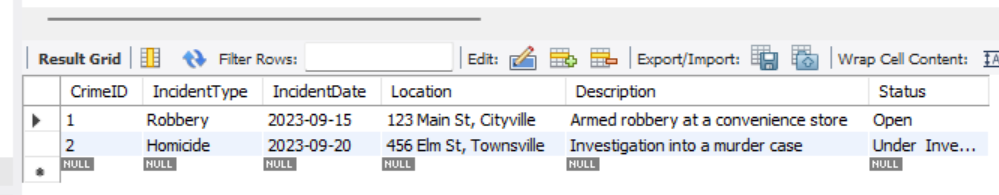 Result Grid Filter Rows: Edit: Export/Import: Wrap Cell Content:
CrimeID IncidentType IncidentDate Location Description Status
1 Robbery 2023-09-15 123 Main St, Cityville Armed robbery at a convenience store Open
2 Homicide 2023-09-20 456 Elm St, Townsville Investigation into a murder case Under Inve...
NULL NULL NULL NULL NULL NULL